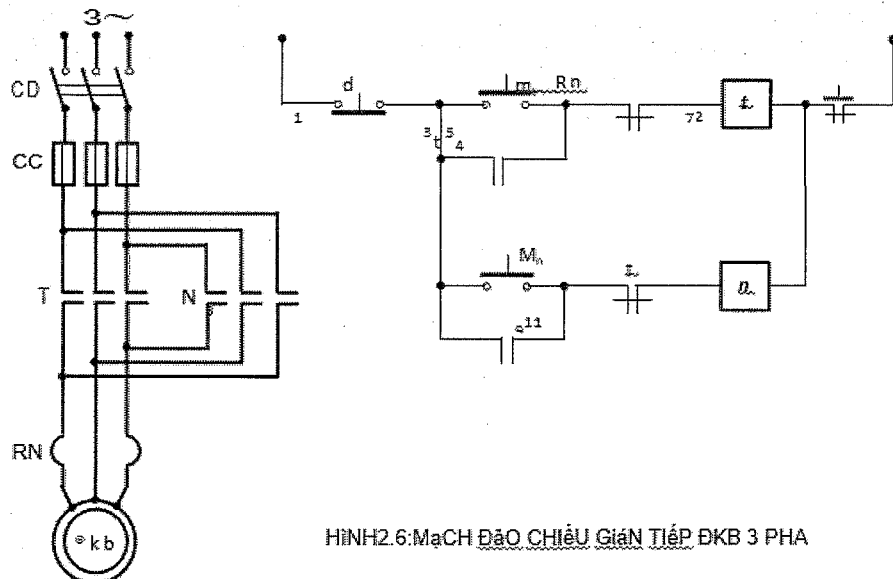 3~
CD
CC
T
N
RN
kb
d
m
Rn
1
3
t
5
4
72
t
Mn
11
n
HìNH2.6:MạCH ĐảO CHIềU GIáN TIếP ĐKB 3 PHA